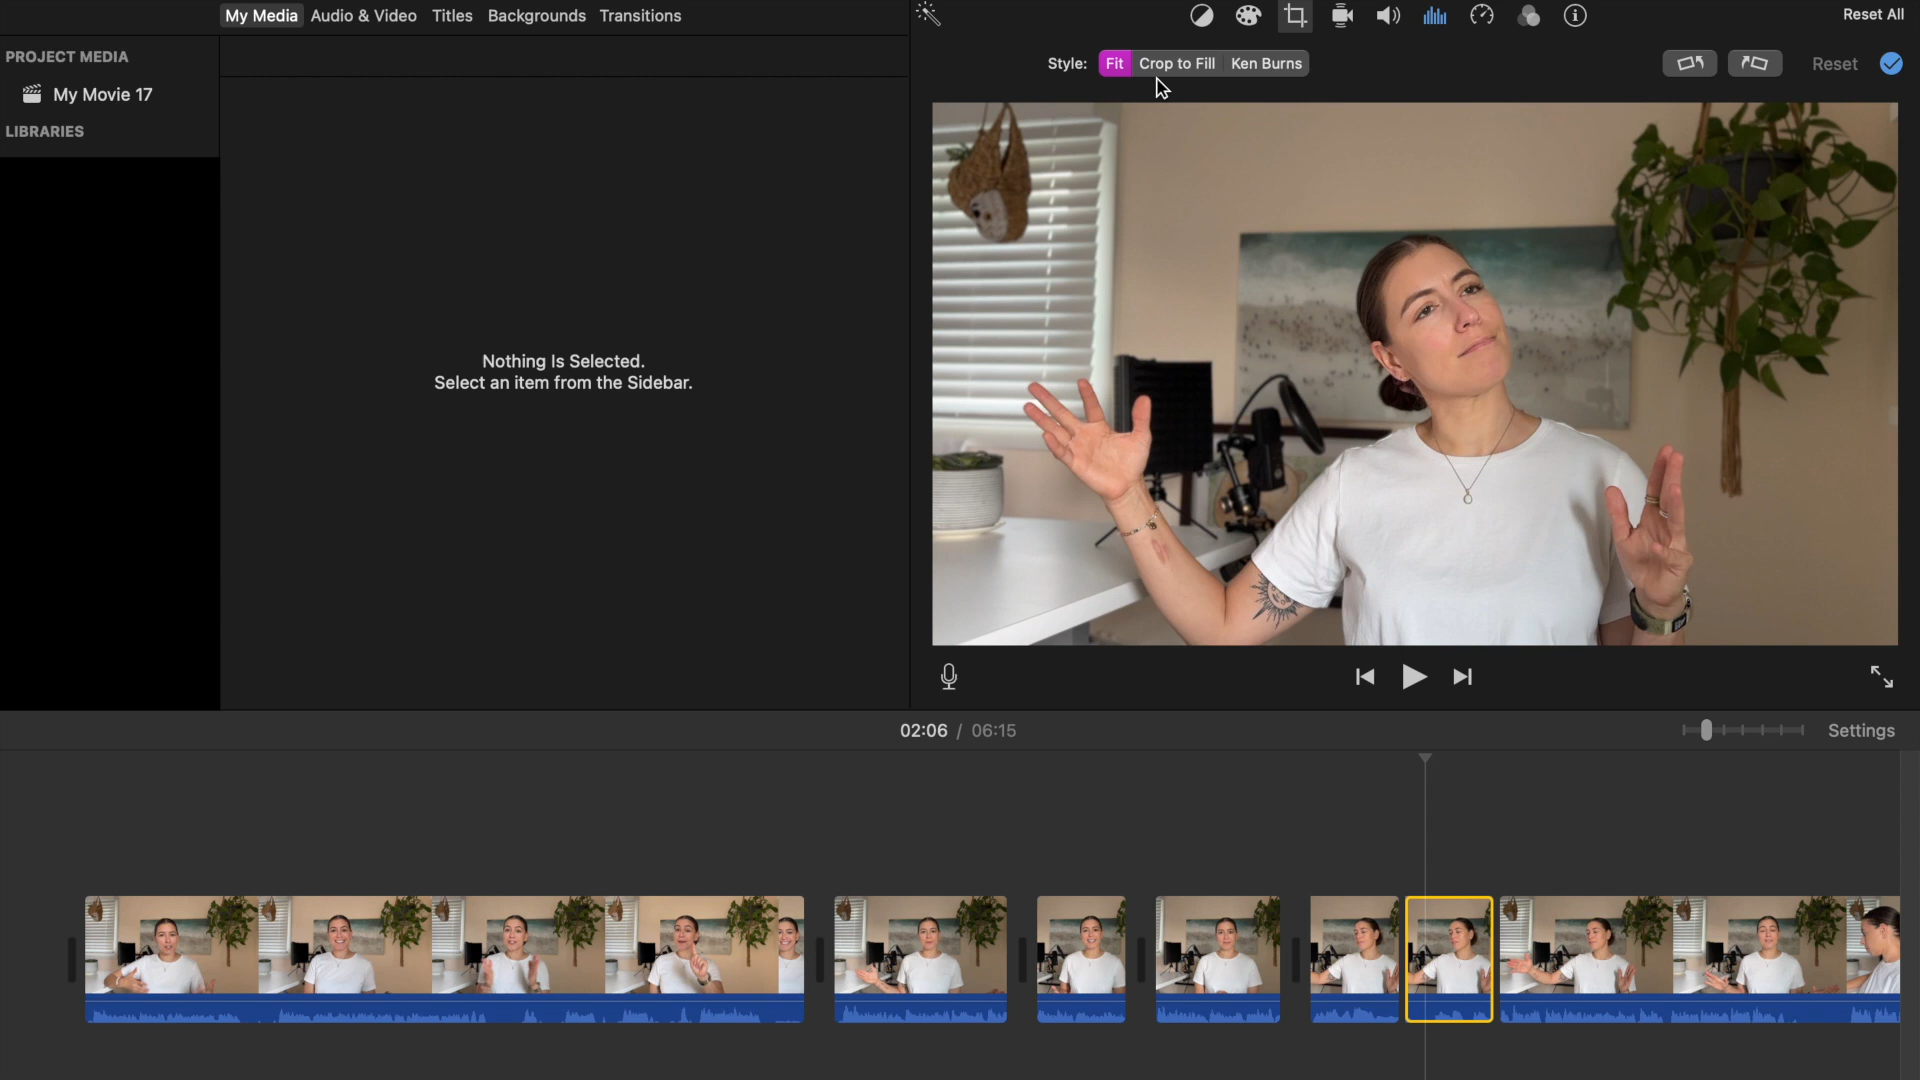 My Media Audio & Video Titles Backgrounds Transitions
Reset All
PROJECT MEDIA
My Movie 17
LIBRARIES
Style: Fit Crop to Fill Ken Burns
Reset
Nothing Is Selected.
Select an item from the Sidebar.
02:06 / 06:15
Settings